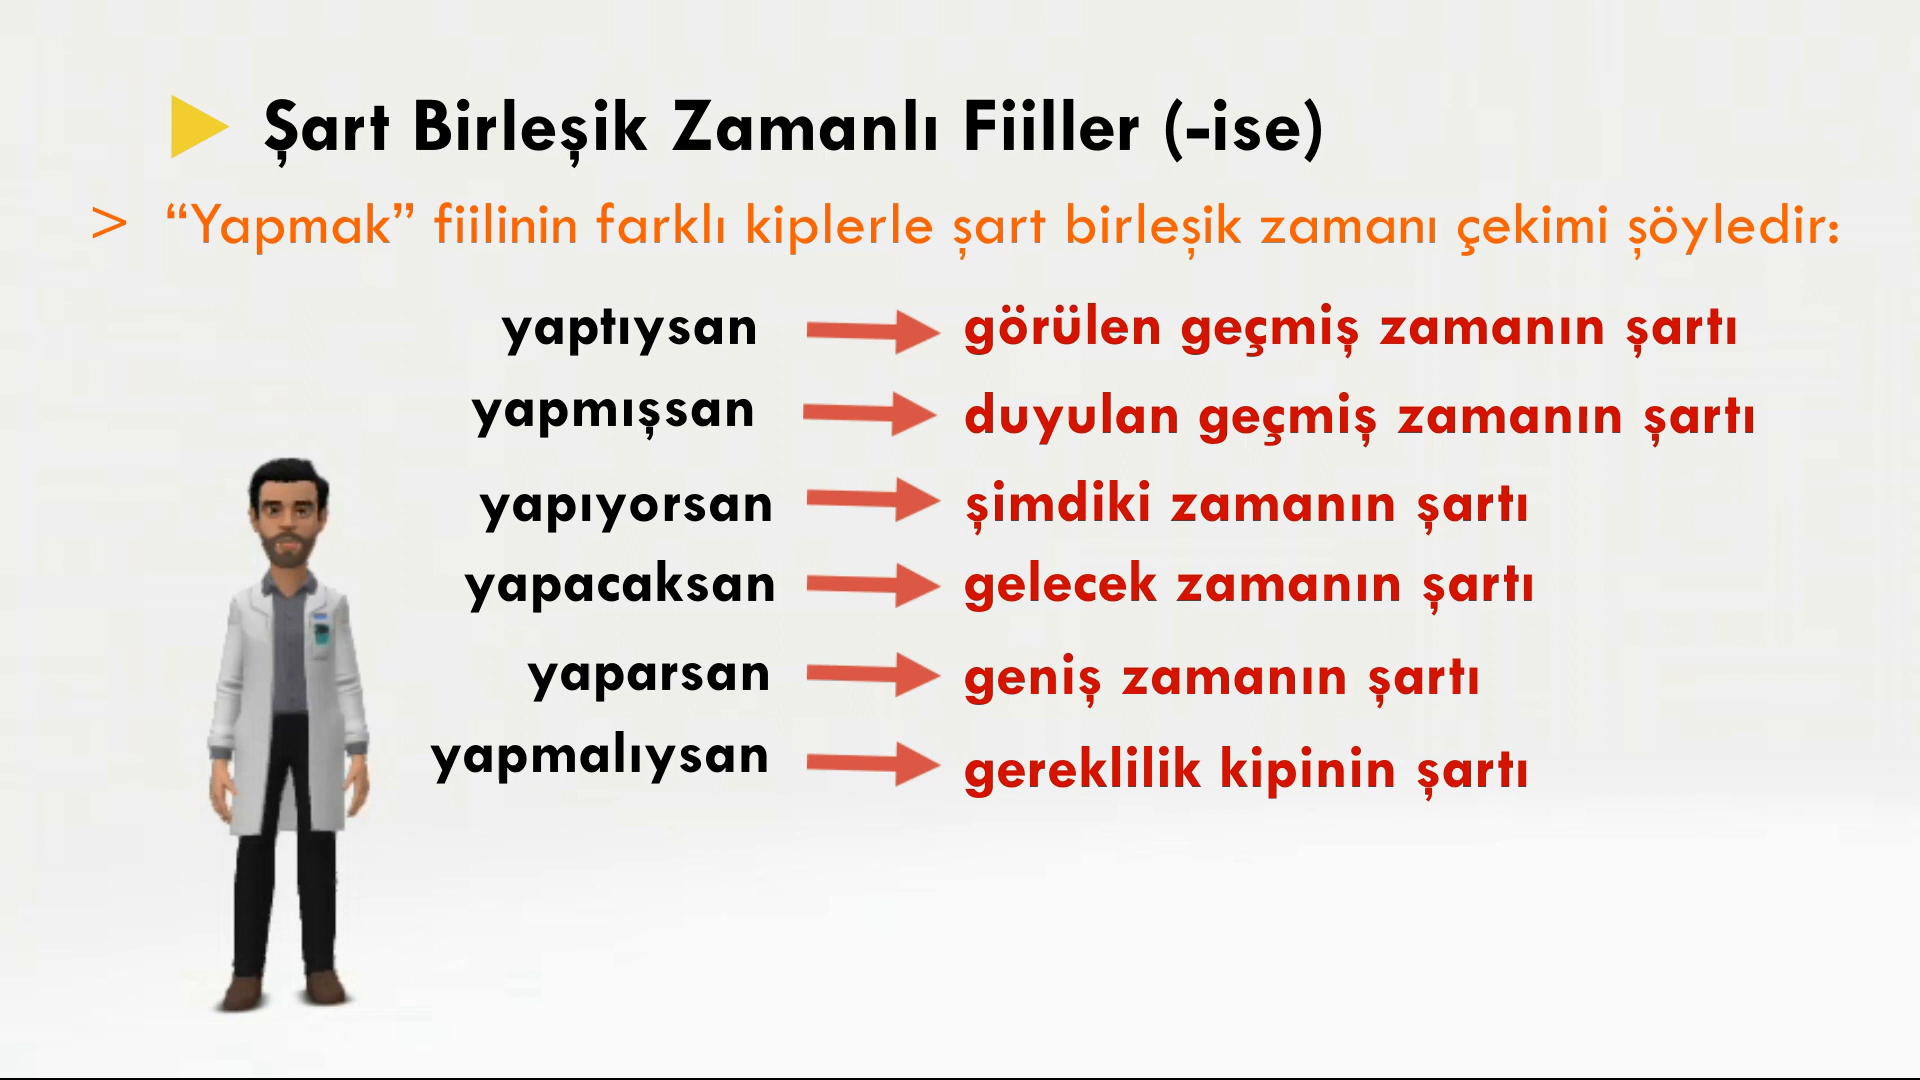 Şart Birleşik Zamanlı Fiiller (-ise)
> “Yapmak” fiilinin farklı kiplerle şart birleşik zamanı çekimi şöyledir:
yaptıysan görülen geçmiş zamanın şartı
yapmışsan duyulan geçmiş zamanın şartı
yapıyorsan şimdiki zamanın şartı
yapacaksan gelecek zamanın şartı
yaparsan geniş zamanın şartı
yapmalıysan gereklilik kipinin şartı